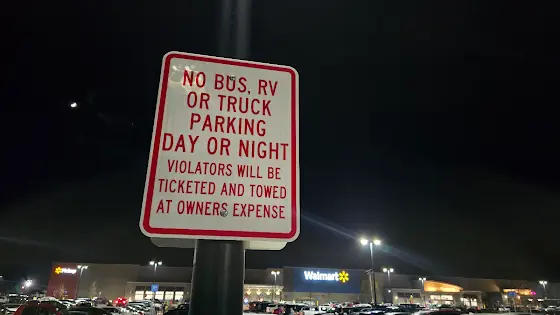 NO BUS, RV
OR TRUCK
PARKING
DAY OR NIGHT
VIOLATORS WILL BE
TICKETED AND TOWED
AT OWNERS EXPENSE
Pickup
Walmart